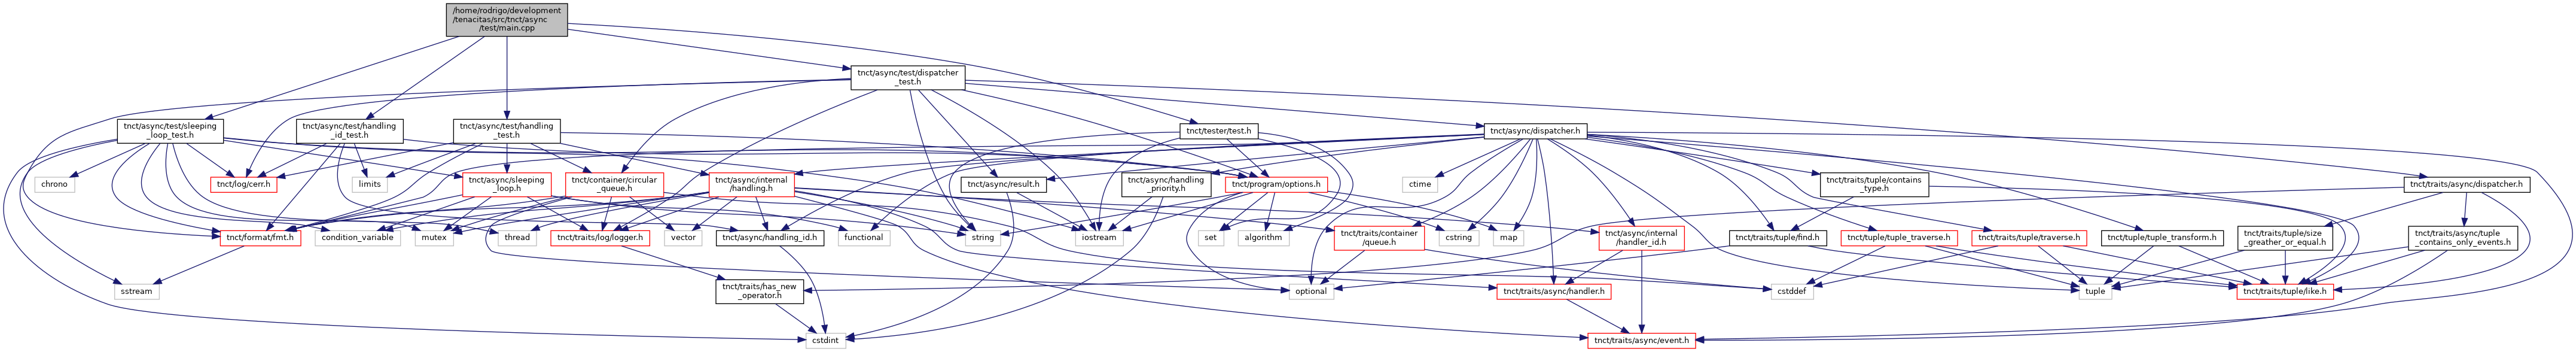 /home/rodrigo/development
/tenacitas/src/tnct/async
/test/main.cpp
tnct/async/test/dispatcher
_test.h
tnct/async/test/sleeping
_loop_test.h
tnct/async/test/handling
_id_test.h
tnct/async/test/handling
_test.h
tnct/tester/test.h
tnct/async/dispatcher.h
chrono
tnct/log/cerr.h
limits
tnct/async/sleeping
_loop.h
tnct/container/circular
_queue.h
tnct/async/internal
/handling.h
tnct/async/result.h
tnct/async/handling
_priority.h
tnct/program/options.h
ctime
tnct/traits/tuple/contains
_type.h
tnct/traits/async/dispatcher.h
tnct/format/fmt.h
condition_variable
mutex
thread
tnct/traits/log/logger.h
vector
tnct/async/handling_id.h
functional
string
iostream
set
algorithm
tnct/traits/container
/queue.h
cstring
map
tnct/async/internal
/handler_id.h
tnct/traits/tuple/find.h
tnct/tuple/tuple_traverse.h
tnct/traits/tuple/traverse.h
tnct/tuple/tuple_transform.h
tnct/traits/tuple/size
_greather_or_equal.h
tnct/traits/async/tuple
_contains_only_events.h
sstream
tnct/traits/has_new
_operator.h
optional
tnct/traits/async/handler.h
cstddef
tuple
tnct/traits/tuple/like.h
cstdint
tnct/traits/async/event.h